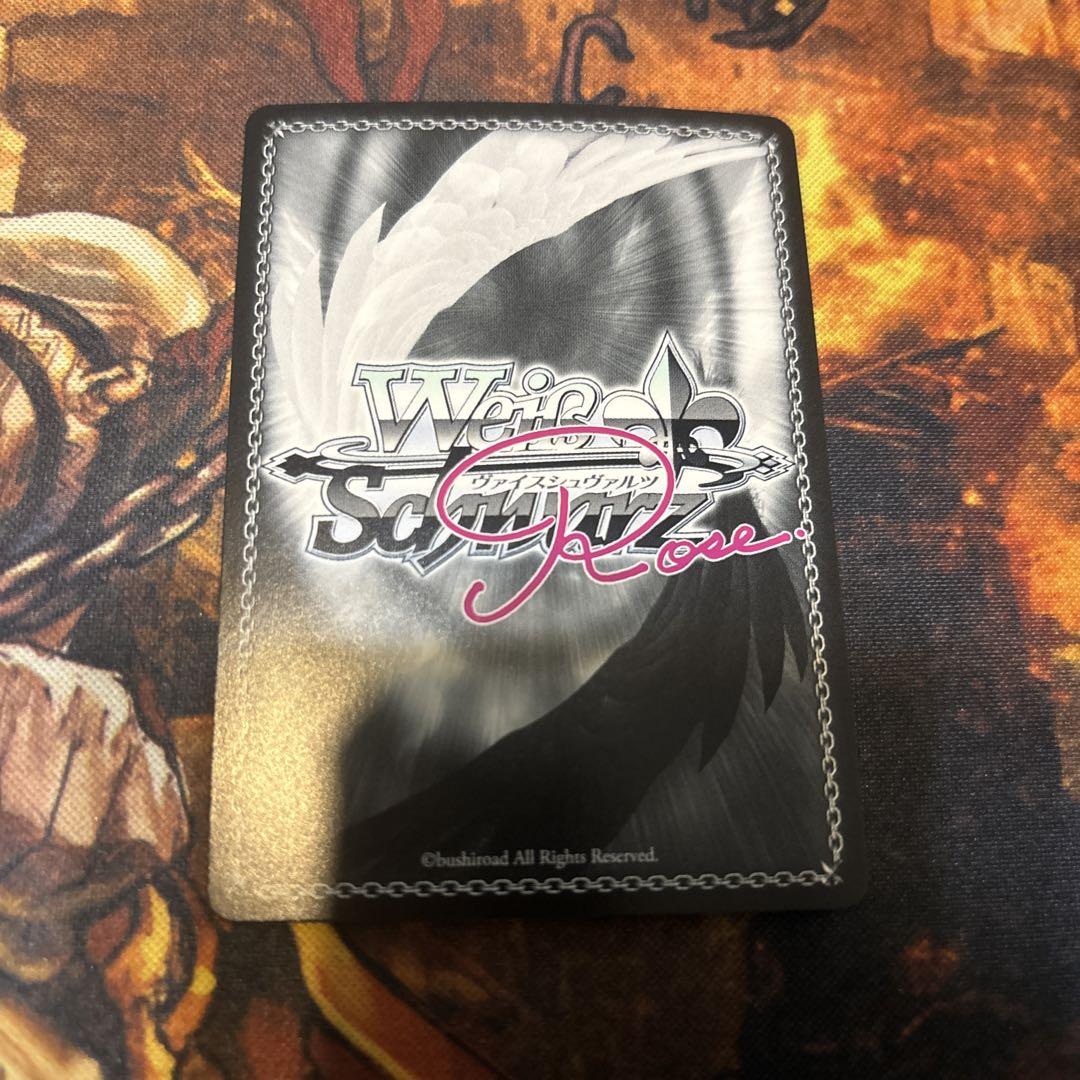 Weiß
ヴァイスシュヴァルツ
Schwarz
Rose.
©bushiroad All Rights Reserved.